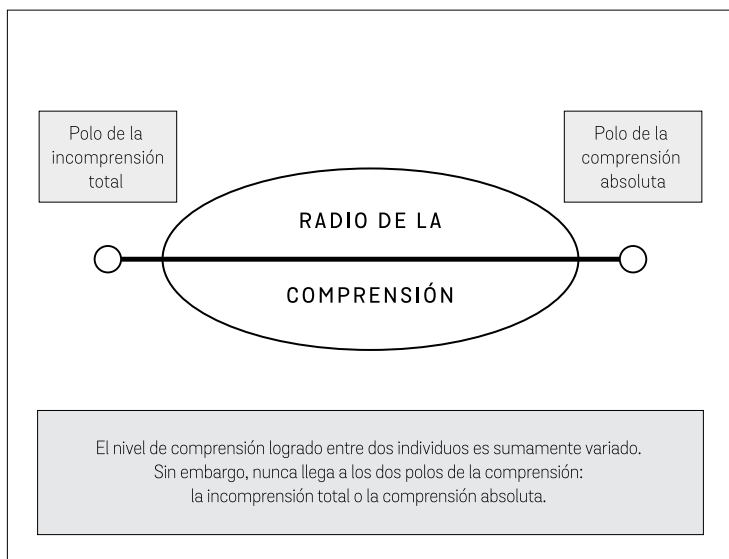 Polo de la
incomprensión
total
Polo de la
comprensión
absoluta
RADIO DE LA
COMPRENSIÓN
El nivel de comprensión logrado entre dos individuos es sumamente variado.
Sin embargo, nunca llega a los dos polos de la comprensión:
la incomprensión total o la comprensión absoluta.